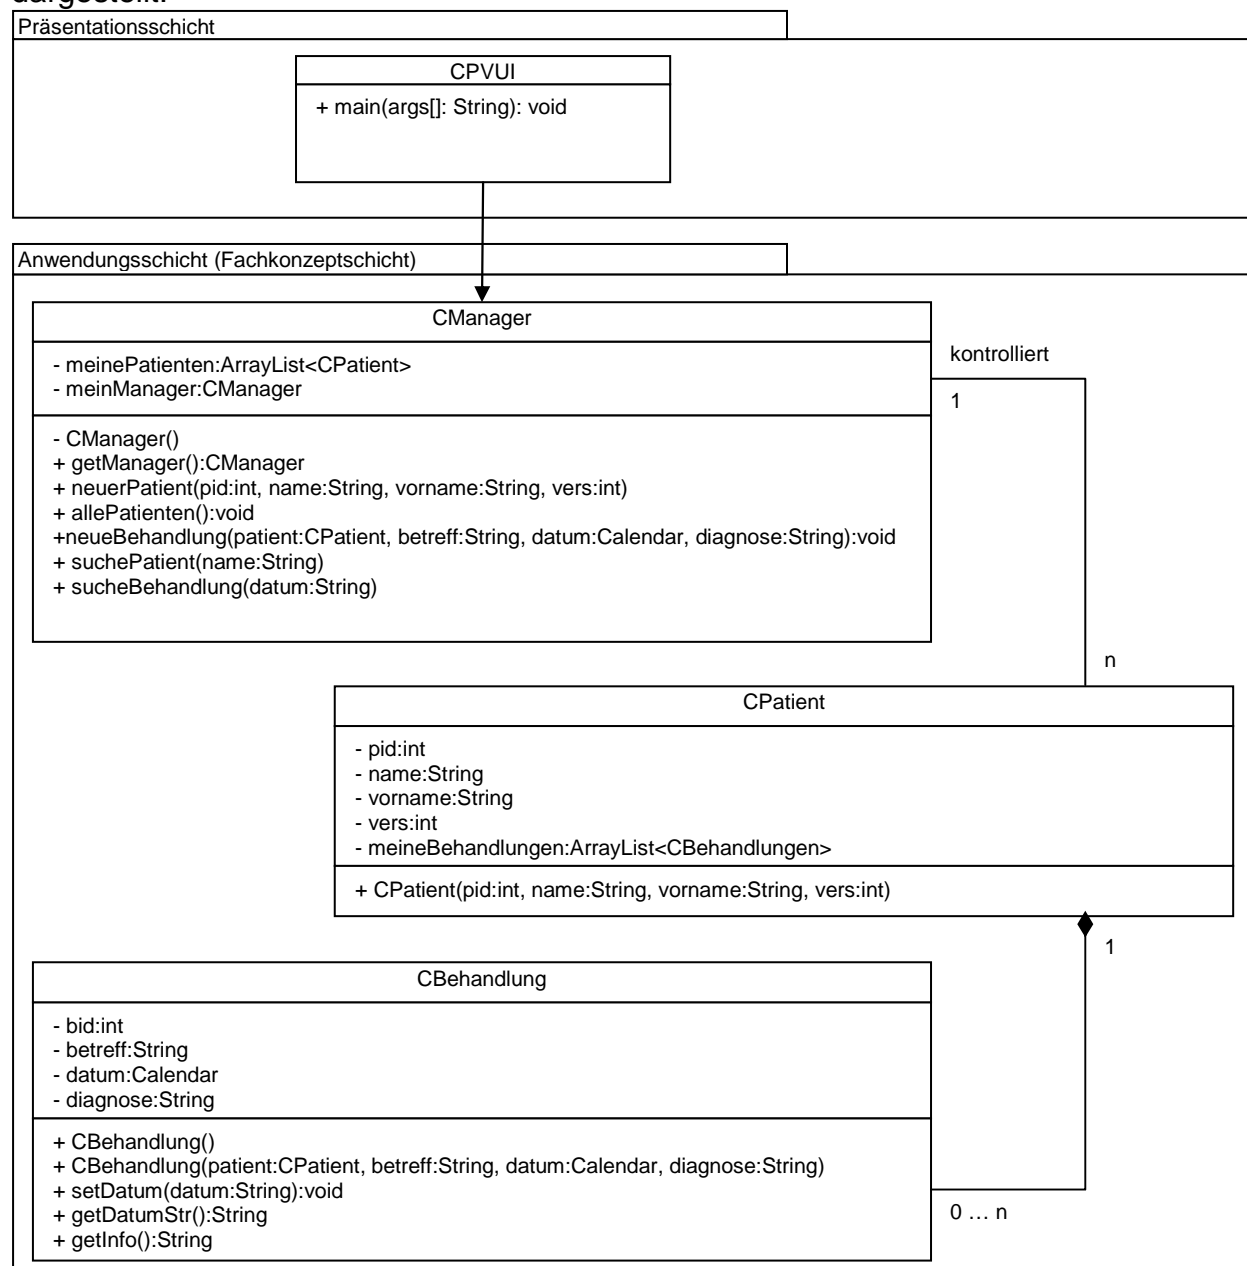 dargestellt.
Präsentationsschicht
CPVUI
+ main(args[]: String): void
Anwendungsschicht (Fachkonzeptschicht)
CManager
- meinePatienten:ArrayList<CPatient>
- meinManager:CManager
kontrolliert
1
- CManager()
+ getManager():CManager
+ neuerPatient(pid:int, name:String, vorname:String, vers:int)
+ allePatienten():void
+neueBehandlung(patient:CPatient, betreff:String, datum:Calendar, diagnose:String):void
+ suchePatient(name:String)
+ sucheBehandlung(datum:String)
n
CPatient
- pid:int
- name:String
- vorname:String
- vers:int
- meineBehandlungen:ArrayList<CBehandlungen>
+ CPatient(pid:int, name:String, vorname:String, vers:int)
1
CBehandlung
- bid:int
- betreff:String
- datum:Calendar
- diagnose:String
+ CBehandlung()
+ CBehandlung(patient:CPatient, betreff:String, datum:Calendar, diagnose:String)
+ setDatum(datum:String):void
+ getDatumStr():String
+ getInfo():String
0 … n